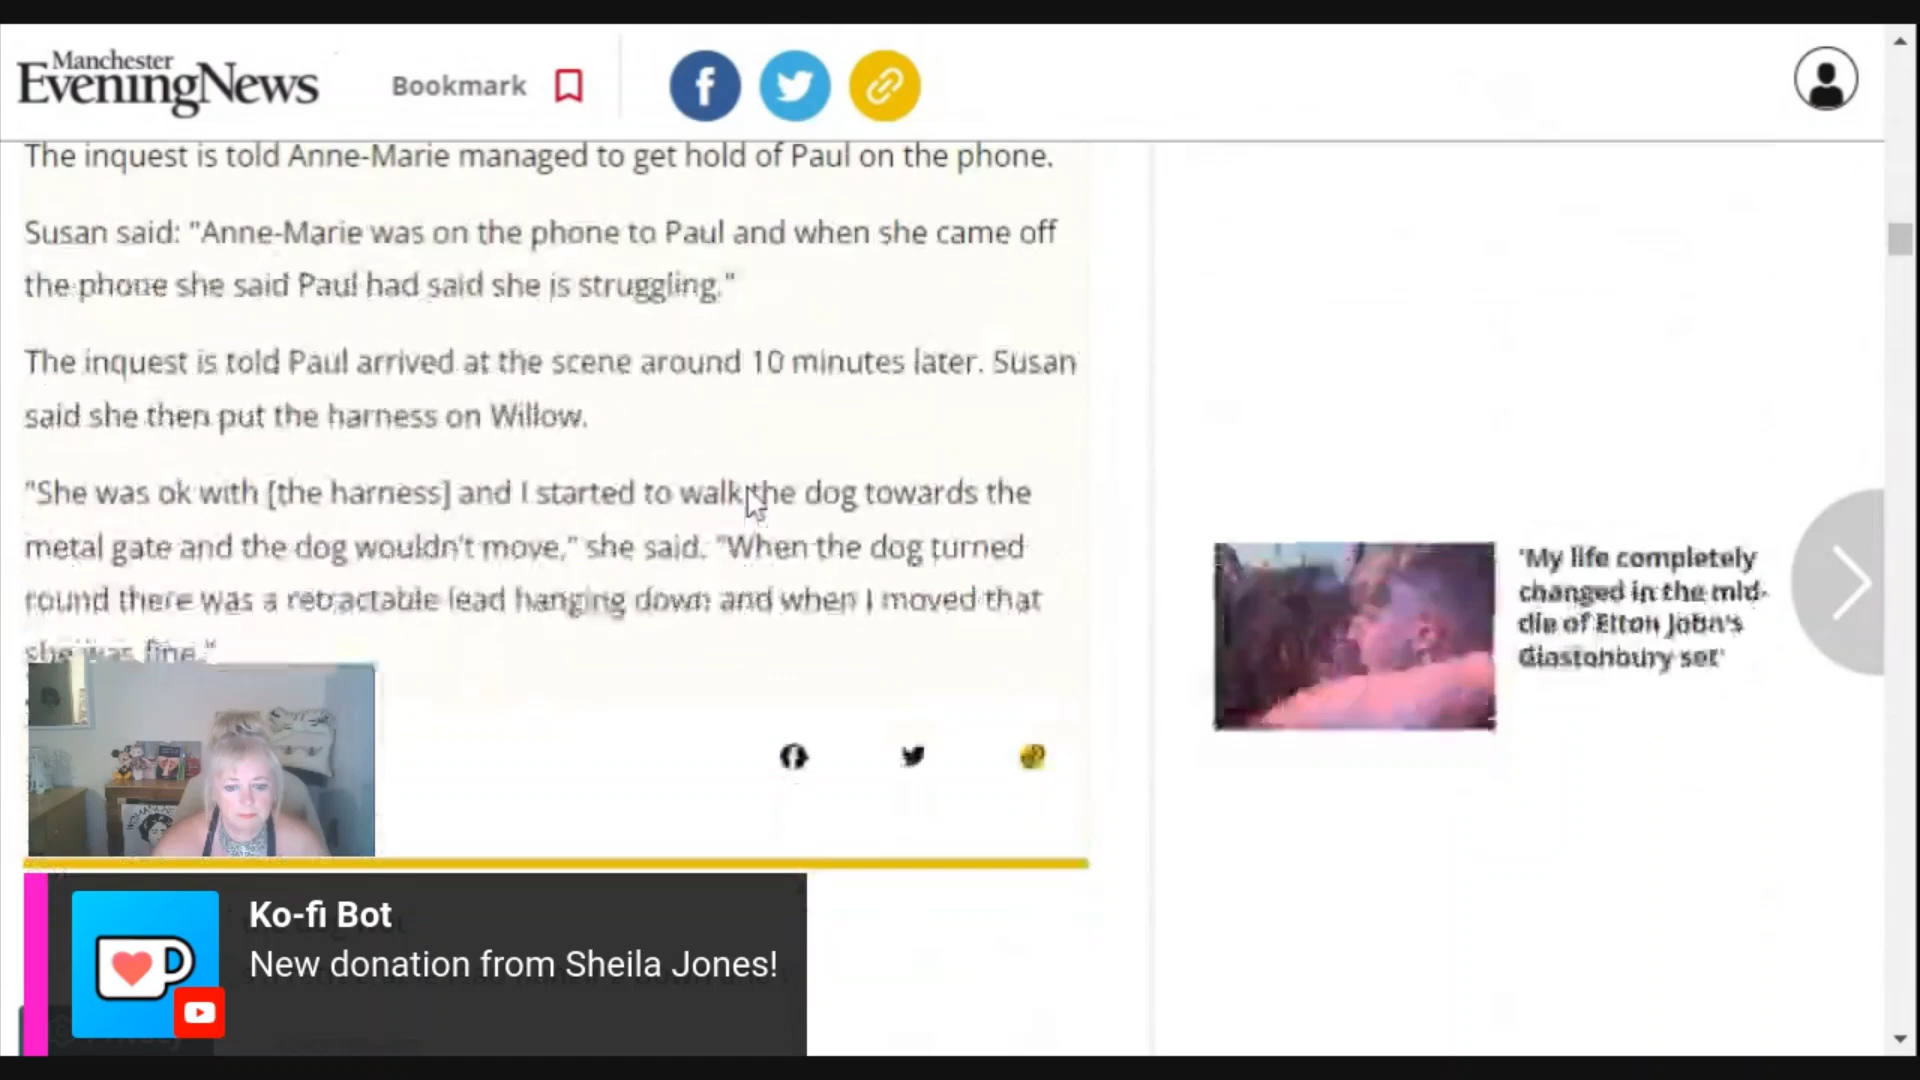 Manchester
EveningNews
Bookmark
The inquest is told Anne-Marie managed to get hold of Paul on the phone.
Susan said: "Anne-Marie was on the phone to Paul and when she came off
the phone she said Paul had said she is struggling."
The inquest is told Paul arrived at the scene around 10 minutes later. Susan
said she then put the harness on Willow.
"She was ok with [the harness] and I started to walk the dog towards the
metal gate and the dog wouldn't move," she said. "When the dog turned
round there was a retractable lead hanging down and when I moved that
she was fine."
'My life completely
changed in the mid-
dle of Elton John's
Glastonbury set'
Ko-fi Bot
New donation from Sheila Jones!